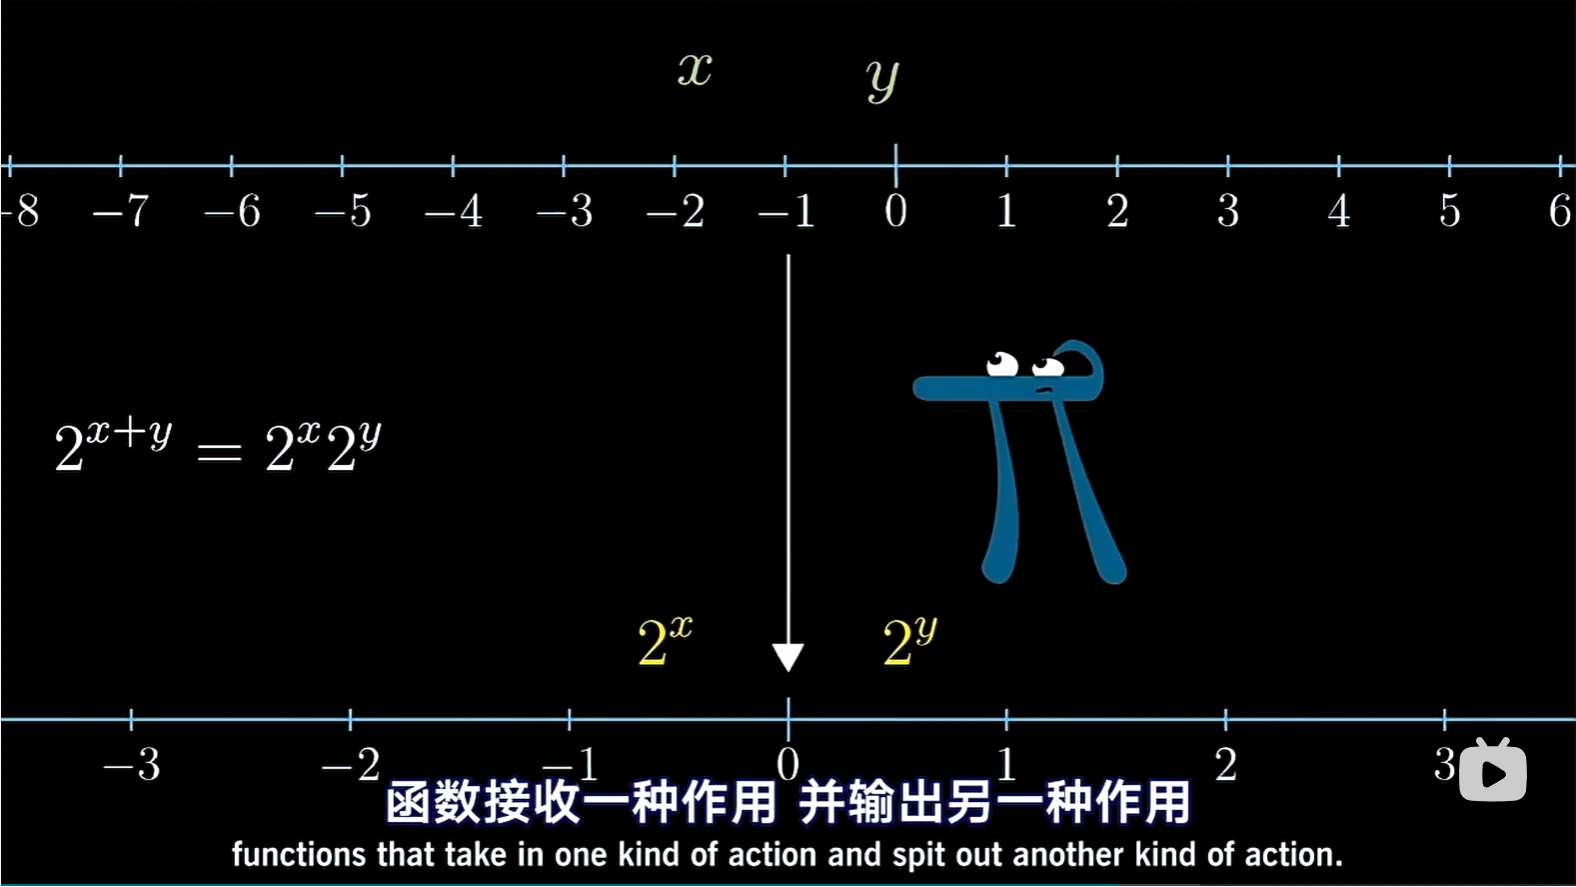 x y
-8 −7 −6 −5 −4 −3 −2 −1 0 1 2 3 4 5 6
2^{x+y} = 2^x 2^y
2^x 2^y
−3 −2 −1 0 1 2 3
函数接收一种作用 并输出另一种作用
functions that take in one kind of action and spit out another kind of action.